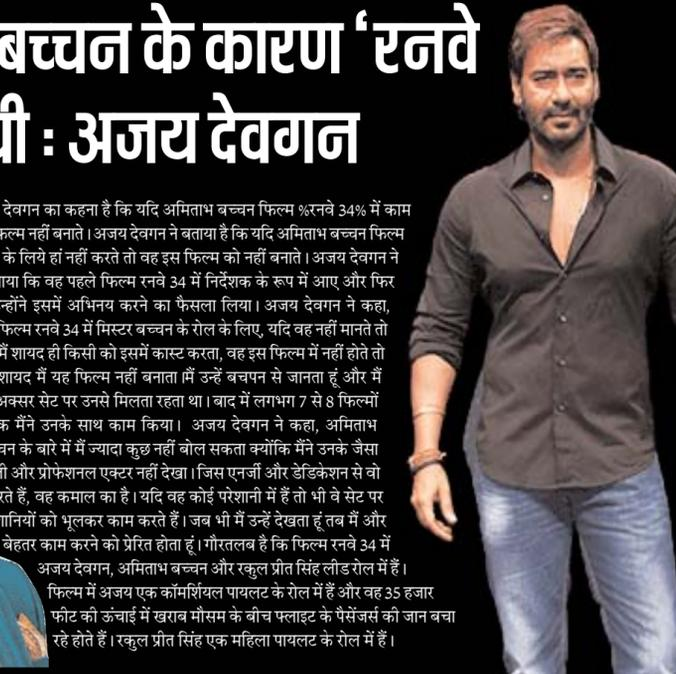 बच्चन के कारण ‘रनवे
: अजय देवगन
देवगन का कहना है कि यदि अमिताभ बच्चन फिल्म %रनवे 34% में काम
नहीं बनाते। अजय देवगन ने बताया है कि यदि अमिताभ बच्चन फिल्म
के लिये हां नहीं करते तो वह इस फिल्म को नहीं बनाते। अजय देवगन ने
कि वह पहले फिल्म रनवे 34 में निर्देशक के रूप में आए और फिर
इसमें अभिनय करने का फैसला लिया। अजय देवगन ने कहा,
फिल्म रनवे 34 में मिस्टर बच्चन के रोल के लिए, यदि वह नहीं मानते तो
मैं शायद ही किसी को इसमें कास्ट करता, वह इस फिल्म में नहीं होते तो
शायद मैं यह फिल्म नहीं बनाता।मैं उन्हें बचपन से जानता हूं और मैं
अक्सर सेट पर उनसे मिलता रहता था। बाद में लगभग 7 से 8 फिल्मों
मैंने उनके साथ काम किया। अजय देवगन ने कहा, अमिताभ
के बारे में मैं ज्यादा कुछ नहीं बोल सकता क्योंकि मैंने उनके जैसा
और प्रोफेशनल एक्टर नहीं देखा। जिस एनर्जी और डेडिकेशन से वो
हैं, वह कमाल का है। यदि वह कोई परेशानी में हैं तो भी वे सेट पर
भूलकर काम करते हैं। जब भी मैं उन्हें देखता हूं तब मैं और
बेहतर काम करने को प्रेरित होता हूं। गौरतलब है कि फिल्म रनवे 34 में
अजय देवगन, अमिताभ बच्चन और रकुल प्रीत सिंह लीड रोल में हैं।
फिल्म में अजय एक कॉमर्शियल पायलट के रोल में हैं और वह 35 हजार
फीट की ऊंचाई में खराब मौसम के बीच फ्लाइट के पैसेंजर्स की जान बचा
रहे होते हैं। रकुल प्रीत सिंह एक महिला पायलट के रोल में हैं।